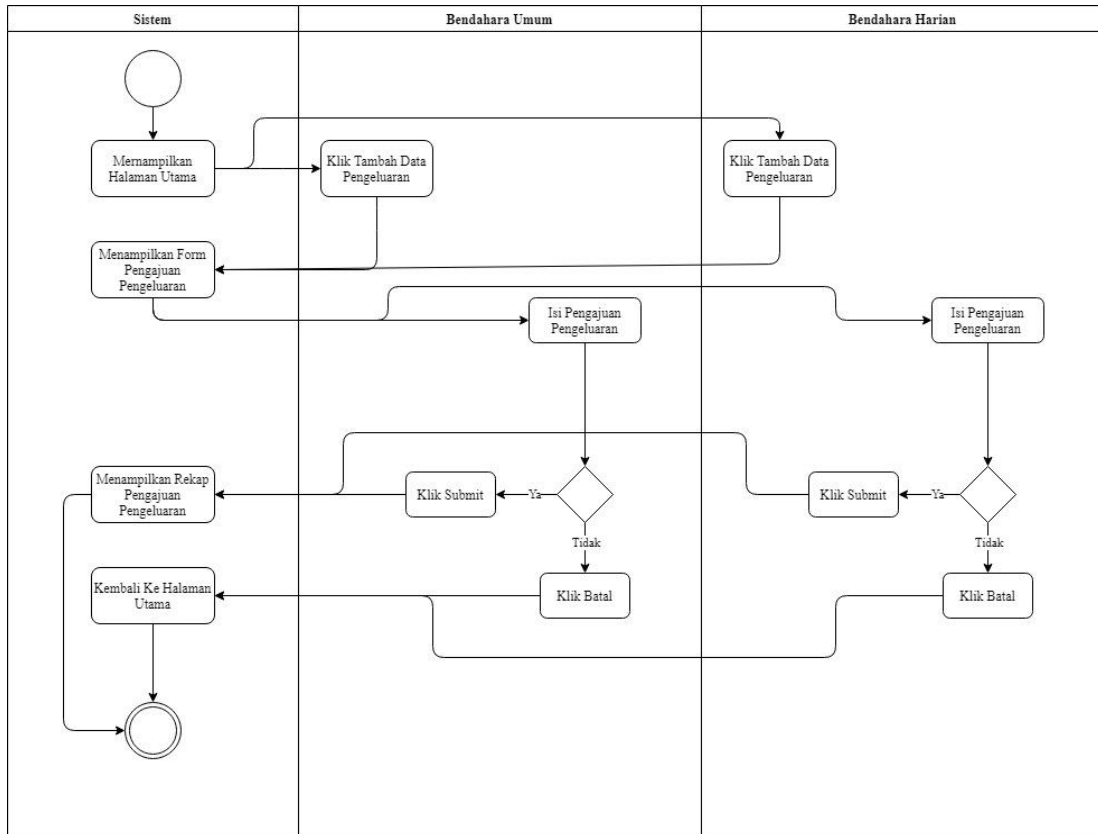 Sistem
Bendahara Umum
Bendahara Harian
Mernampilkan
Halaman Utama
Klik Tambah Data
Pengeluaran
Klik Tambah Data
Pengeluaran
Menampilkan Form
Pengajuan
Pengeluaran
Isi Pengajuan
Pengeluaran
Isi Pengajuan
Pengeluaran
Menampilkan Rekap
Pengajuan
Pengeluaran
Klik Submit
Ya
Klik Submit
Ya
Tidak
Tidak
Kembali Ke Halaman
Utama
Klik Batal
Klik Batal